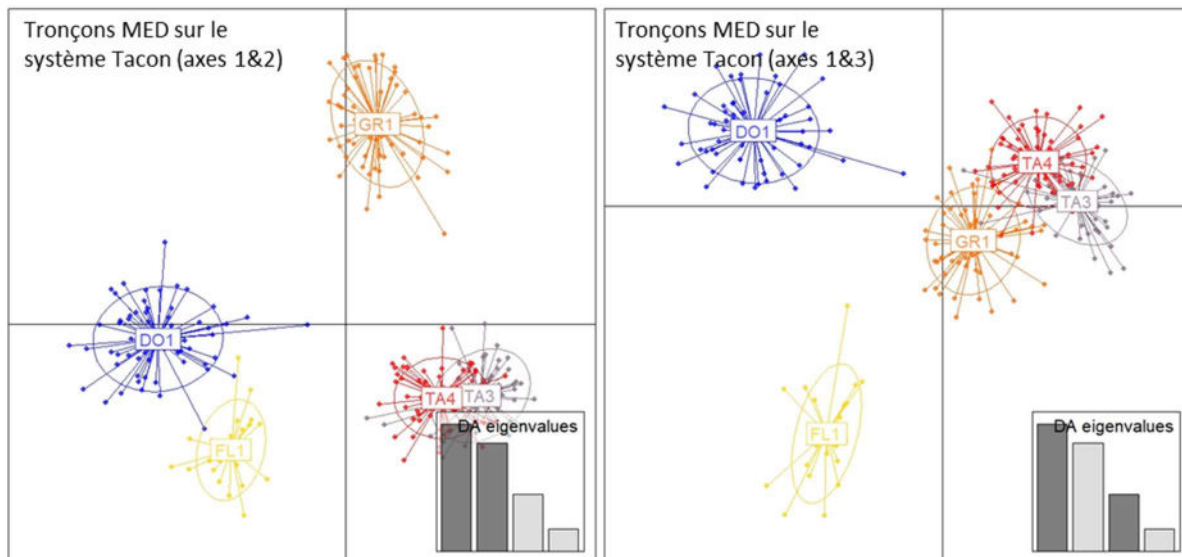 Tronçons MED sur le
système Tacon (axes 1&2)
GR1
DO1
FL1
TA4
TA3
DA eigenvalues
Tronçons MED sur le
système Tacon (axes 1&3)
DO1
TA4
TA3
GR1
FL1
DA eigenvalues